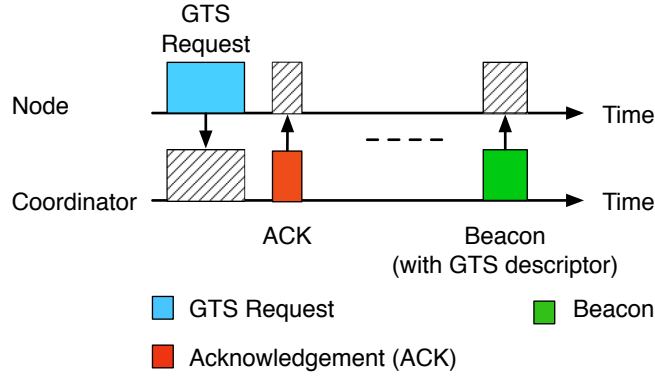 GTS
Request
Node
Time
Coordinator
Time
ACK
Beacon
(with GTS descriptor)
GTS Request
Beacon
Acknowledgement (ACK)